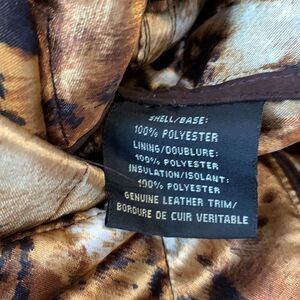 SHELL/BASE:
100% POLYESTER
LINING/DOUBLURE:
100% POLYESTER
INSULATION/ISOLANT:
100% POLYESTER
GENUINE LEATHER TRIM/
BORDURE DE CUIR VERITABLE